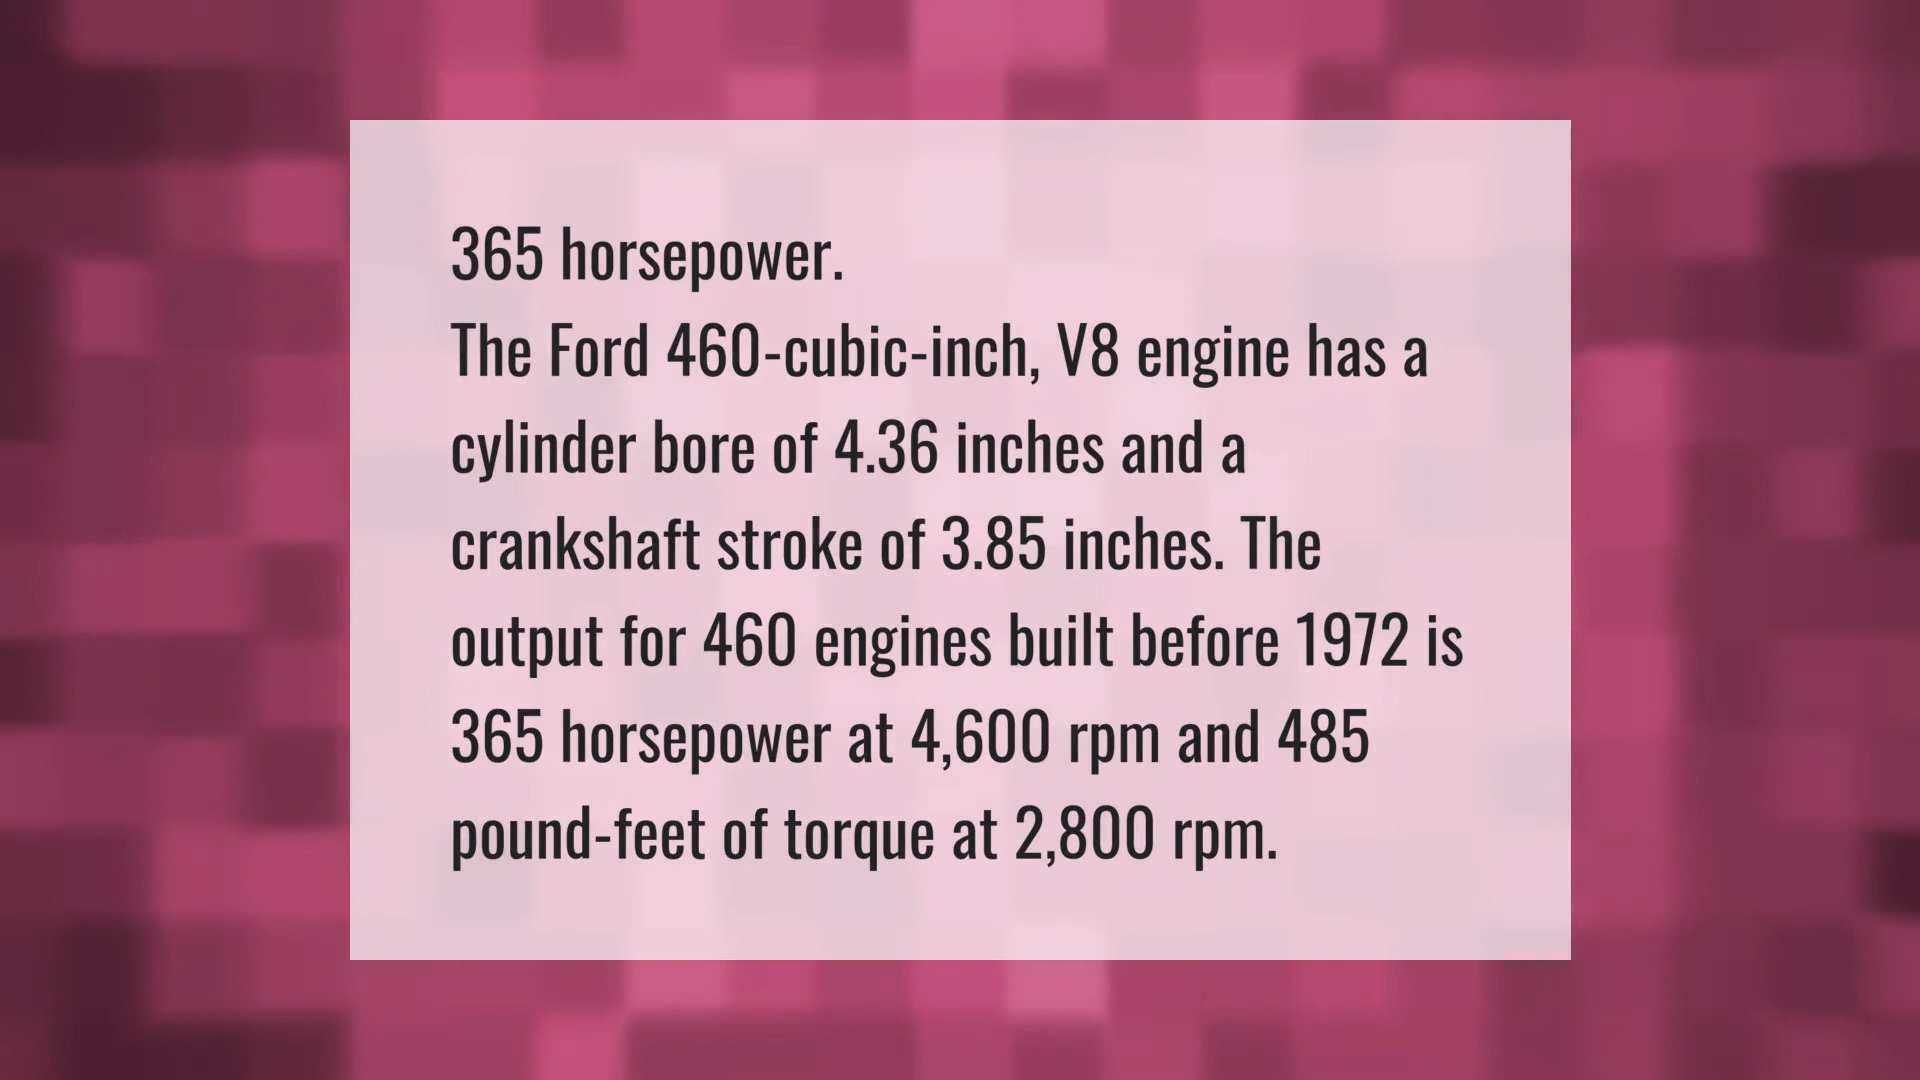 365 horsepower.
The Ford 460-cubic-inch, V8 engine has a
cylinder bore of 4.36 inches and a
crankshaft stroke of 3.85 inches. The
output for 460 engines built before 1972 is
365 horsepower at 4,600 rpm and 485
pound-feet of torque at 2,800 rpm.